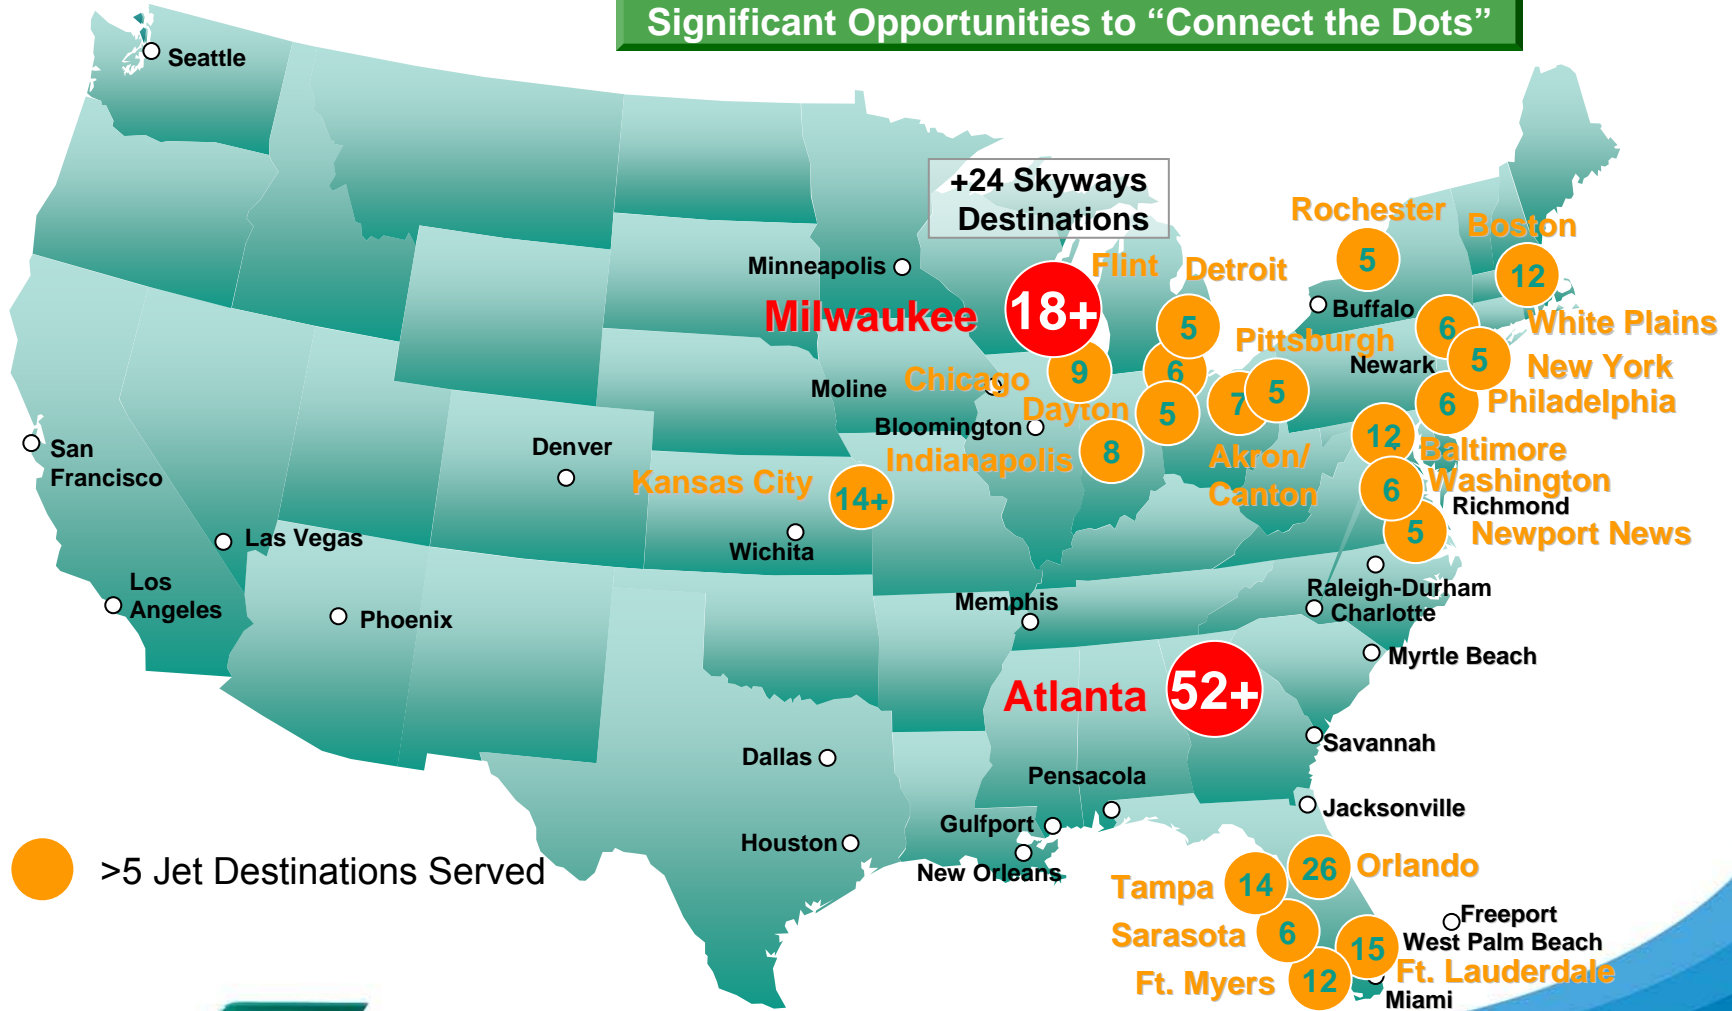 Significant Opportunities to “Connect the Dots”
Seattle
+24 Skyways
Destinations
Rochester
5
Boston
12
Minneapolis
Flint
Detroit
Milwaukee
18+
5
Buffalo
6
White Plains
Pittsburgh
Newark
5
New York
Moline
Chicago
9
6
7
5
6
Philadelphia
Dayton
5
Bloomington
12
Baltimore
San
Francisco
Denver
Indianapolis
8
Akron/
Canton
Kansas City
14+
6
Washington
Richmond
5
Newport News
Las Vegas
Wichita
Los
Angeles
Phoenix
Memphis
Raleigh-Durham
Charlotte
Myrtle Beach
Atlanta
52+
Savannah
Dallas
Pensacola
Jacksonville
Gulfport
Houston
New Orleans
>5 Jet Destinations Served
26
Orlando
Tampa
14
Freeport
Sarasota
6
15
West Palm Beach
Ft. Lauderdale
Ft. Myers
12
Miami